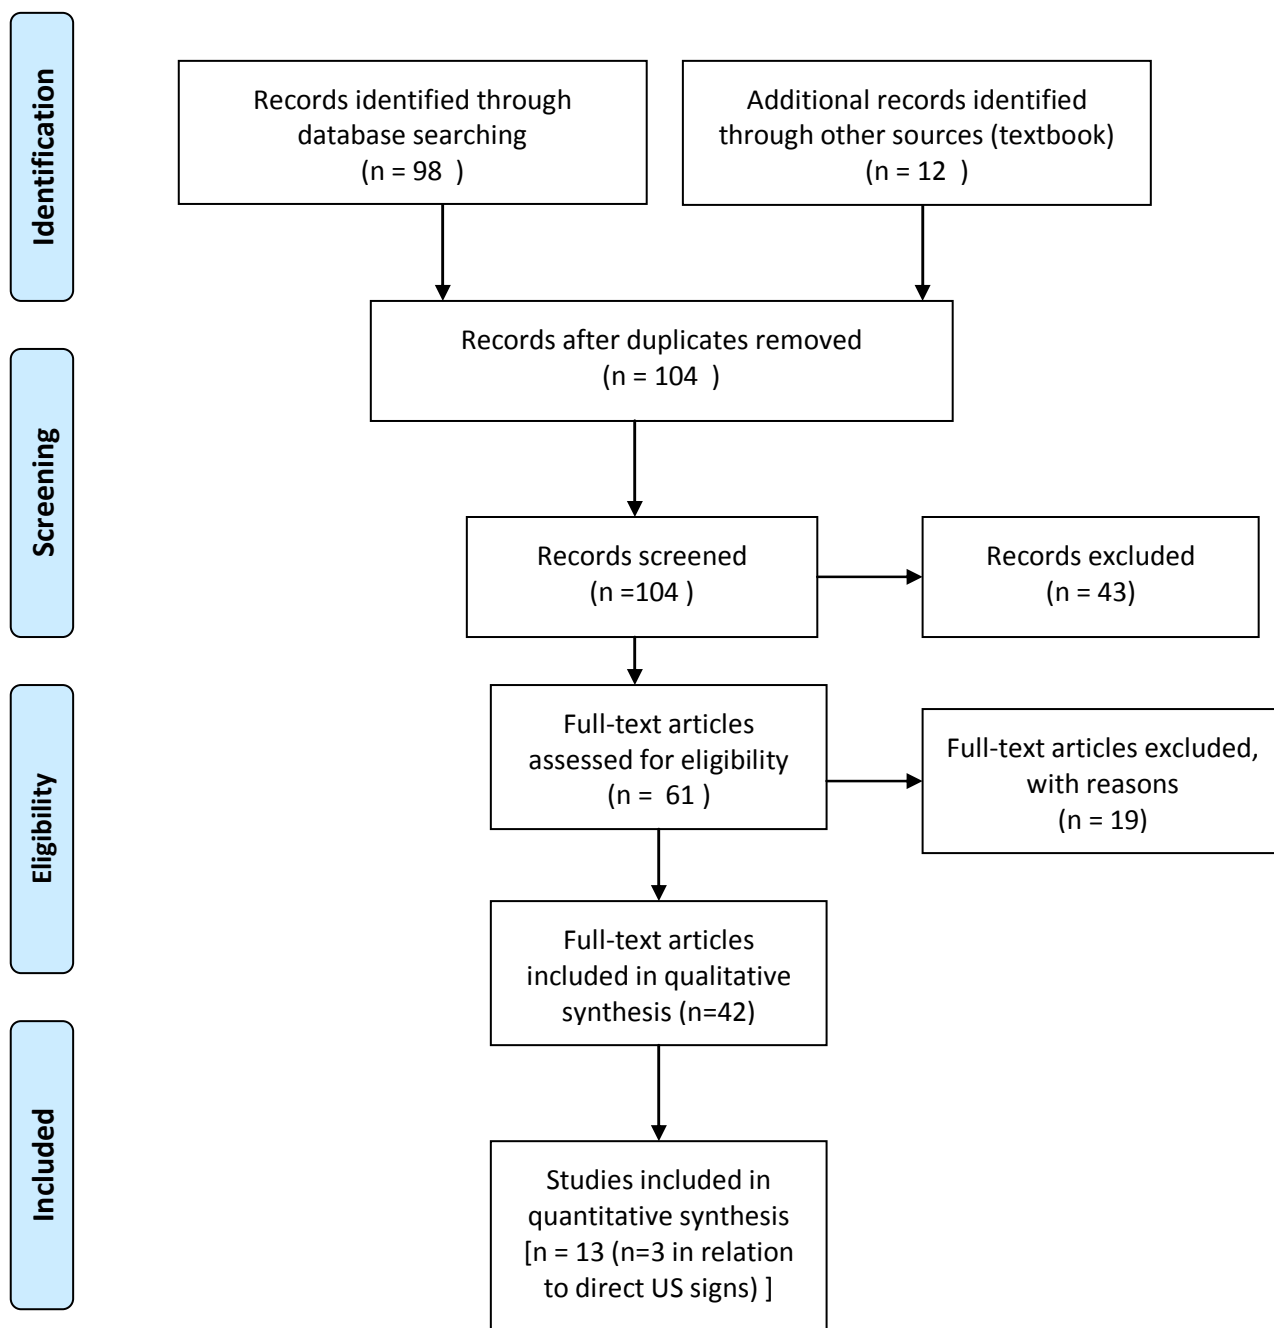 Identification
Records identified through
database searching
(n = 98  )
Additional records identified
through other sources (textbook)
(n = 12  )
Records after duplicates removed
(n = 104  )
Screening
Records screened
(n =104 )
Records excluded
(n = 43)
Eligibility
Full-text articles
assessed for eligibility
(n =  61 )
Full-text articles excluded,
with reasons
(n = 19)
Full-text articles
included in qualitative
synthesis (n=42)
Included
Studies included in
quantitative synthesis
[n = 13 (n=3 in relation
to direct US signs) ]